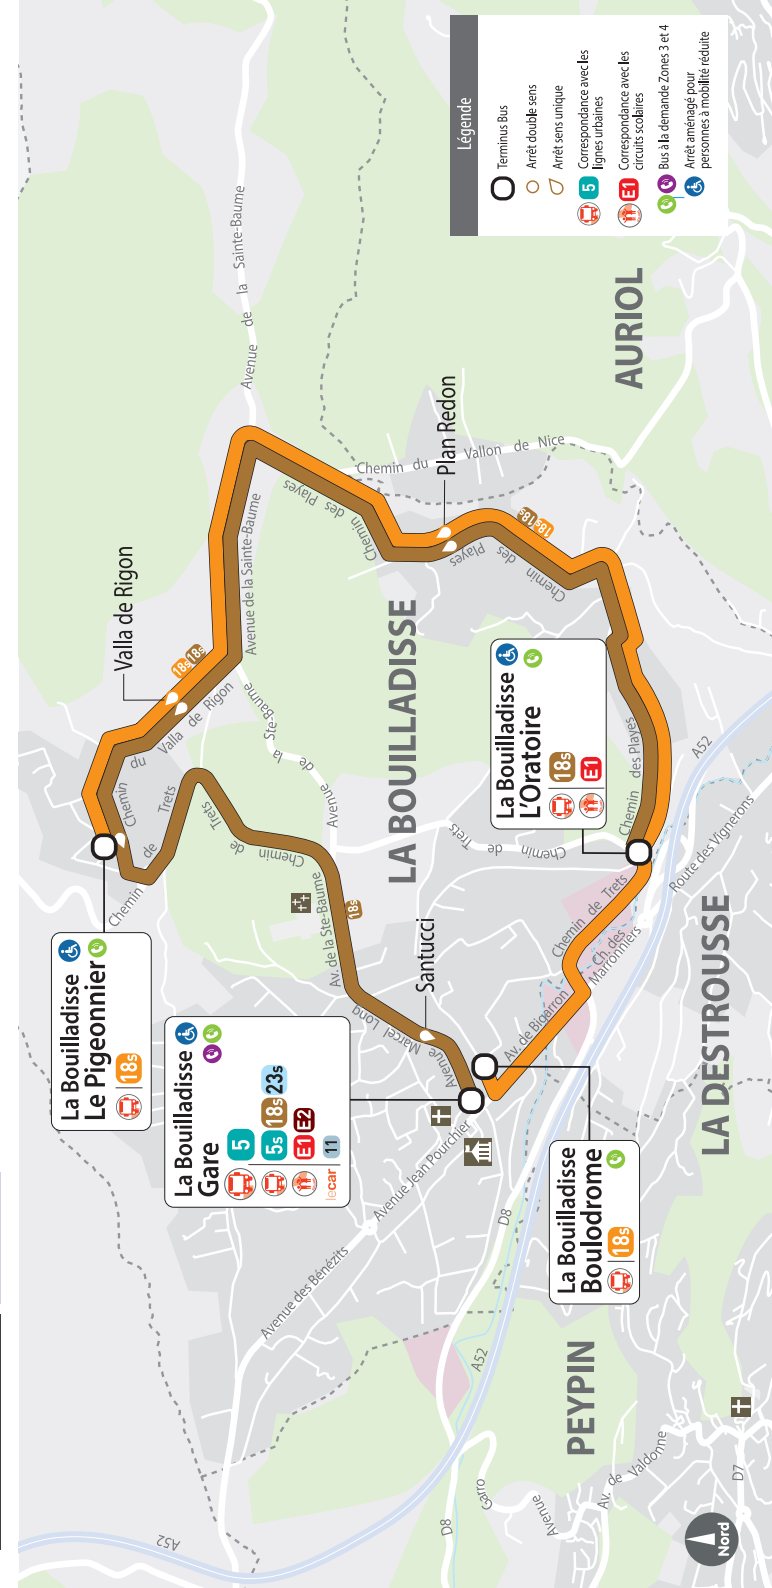 Légende
Terminus Bus
Arrêt double sens
Arrêt sens unique
5
Correspondance avec les
lignes urbaines
E1
Correspondance avec les
circuits scolaires
Bus à la demande Zones 3 et 4
Arrêt aménagé pour
personnes à mobilité réduite
La Bouilladisse
Le Pigeonnier
18s
La Bouilladisse
Gare
5
5s 18s 23s
E1 E2
lecar 11
La Bouilladisse
L'Oratoire
18s
E1
La Bouilladisse
Boulodrome
18s
Valla de Rigon
Plan Redon
Santucci
18s 18s
18s 18s
18s
LA BOUILLADISSE
AURIOL
LA DESTROUSSE
PEYPIN
Avenue de la Sainte-Baume
Avenue de la Sainte-Baume
Chemin du Valla de Rigon
Chemin de Trets
Chemin de Trets
Avenue de la Ste-Baume
Chemin de Trets
Av. de la Ste-Baume
Avenue Marcel Long
Chemin des Playes
Chemin du Vallon de Nice
Chemin des Playes
Chemin des Playes
Chemin de Trets
Ch. des
Marronniers
Av. de Bigarron
Route des Vignerons
Avenue Jean Pourchier
Avenue des Bénézits
A52
A52
A52
D8
D8
D7
Avenue Garro
Av. de Valdonne
Nord